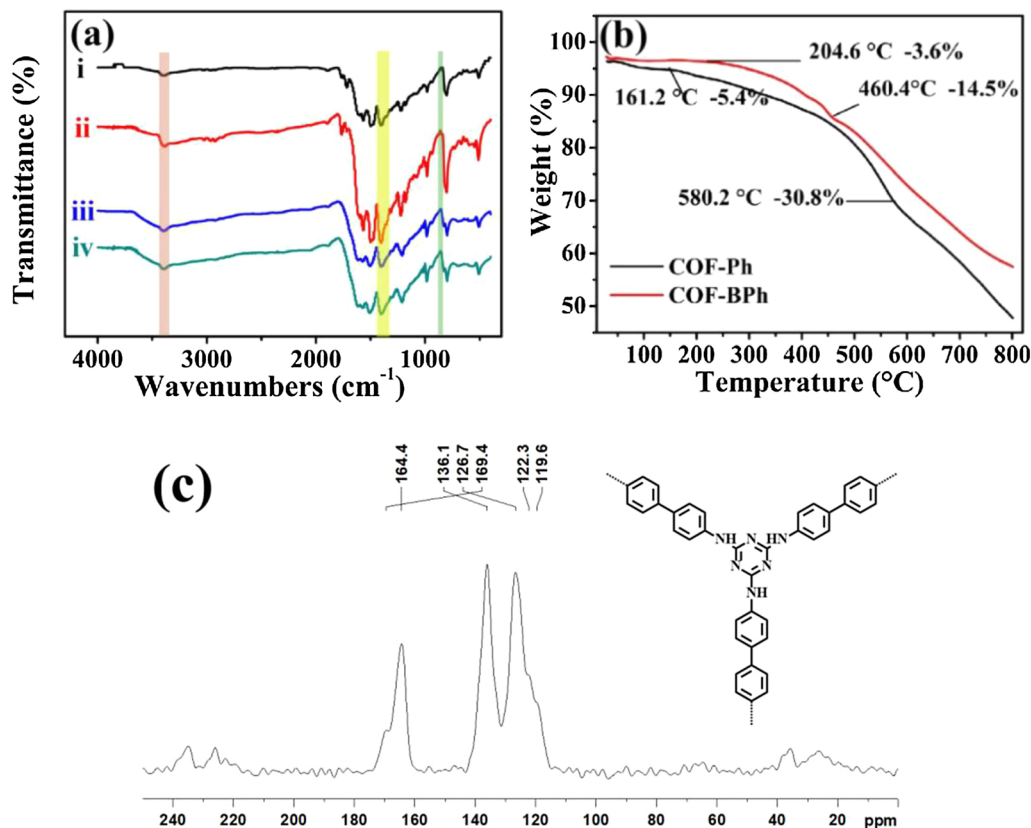 (a)
i
ii
iii
iv
Transmittance (%)
4000 3000 2000 1000
Wavenumbers (cm-1)
(b)
100
90
80
70
60
50
Weight (%)
204.6 °C -3.6%
161.2 °C -5.4%
460.4°C -14.5%
580.2 °C -30.8%
COF-Ph
COF-BPh
100 200 300 400 500 600 700 800
Temperature (°C)
(c)
164.4
136.1
126.7
169.4
122.3
119.6
NH N HN
N N
NH
240 220 200 180 160 140 120 100 80 60 40 20 ppm